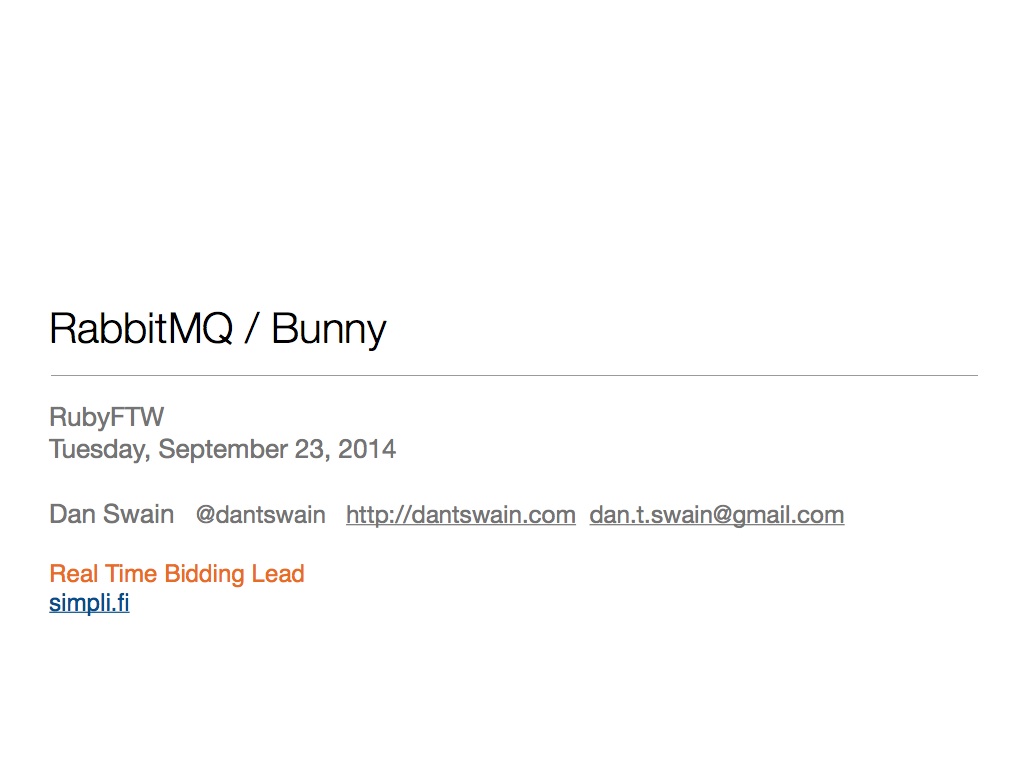 RabbitMQ / Bunny
RubyFTW
Tuesday, September 23, 2014
Dan Swain @dantswain http://dantswain.com dan.t.swain@gmail.com
Real Time Bidding Lead
simpli.fi